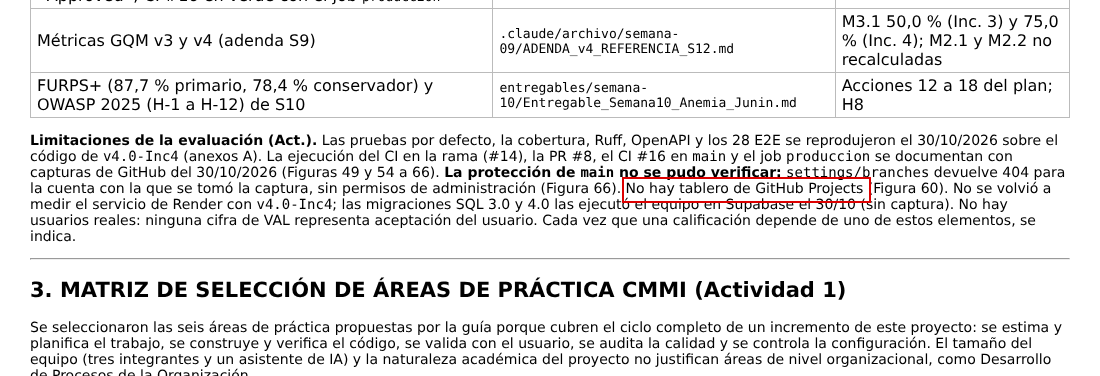 Métricas GQM v3 y v4 (adenda S9)
.claude/archivo/semana-
09/ADENDA_v4_REFERENCIA_S12.md
M3.1 50,0 % (Inc. 3) y 75,0
% (Inc. 4); M2.1 y M2.2 no
recalculadas
FURPS+ (87,7 % primario, 78,4 % conservador) y
OWASP 2025 (H-1 a H-12) de S10
entregables/semana-
10/Entregable_Semana10_Anemia_Junin.md
Acciones 12 a 18 del plan;
H8
Limitaciones de la evaluación (Act.). Las pruebas por defecto, la cobertura, Ruff, OpenAPI y los 28 E2E se reprodujeron el 30/10/2026 sobre el
código de v4.0-Inc4 (anexos A). La ejecución del CI en la rama (#14), la PR #8, el CI #16 en main y el job produccion se documentan con
capturas de GitHub del 30/10/2026 (Figuras 49 y 54 a 66). La protección de main no se pudo verificar: settings/branches devuelve 404 para
la cuenta con la que se tomó la captura, sin permisos de administración (Figura 66). No hay tablero de GitHub Projects (Figura 60). No se volvió a
medir el servicio de Render con v4.0-Inc4; las migraciones SQL 3.0 y 4.0 las ejecutó el equipo en Supabase el 30/10 (sin captura). No hay
usuarios reales: ninguna cifra de VAL representa aceptación del usuario. Cada vez que una calificación depende de uno de estos elementos, se
indica.
3. MATRIZ DE SELECCIÓN DE ÁREAS DE PRÁCTICA CMMI (Actividad 1)
Se seleccionaron las seis áreas de práctica propuestas por la guía porque cubren el ciclo completo de un incremento de este proyecto: se estima y
planifica el trabajo, se construye y verifica el código, se valida con el usuario, se audita la calidad y se controla la configuración. El tamaño del
equipo (tres integrantes y un asistente de IA) y la naturaleza académica del proyecto no justifican áreas de nivel organizacional, como Desarrollo
de Procesos de la Organización